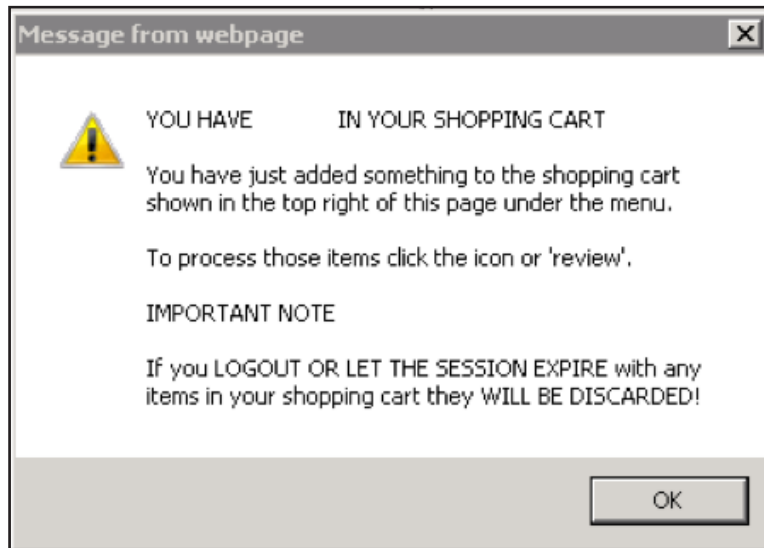 Message from webpage
YOU HAVE IN YOUR SHOPPING CART
You have just added something to the shopping cart
shown in the top right of this page under the menu.
To process those items click the icon or 'review'.
IMPORTANT NOTE
If you LOGOUT OR LET THE SESSION EXPIRE with any
items in your shopping cart they WILL BE DISCARDED!
OK